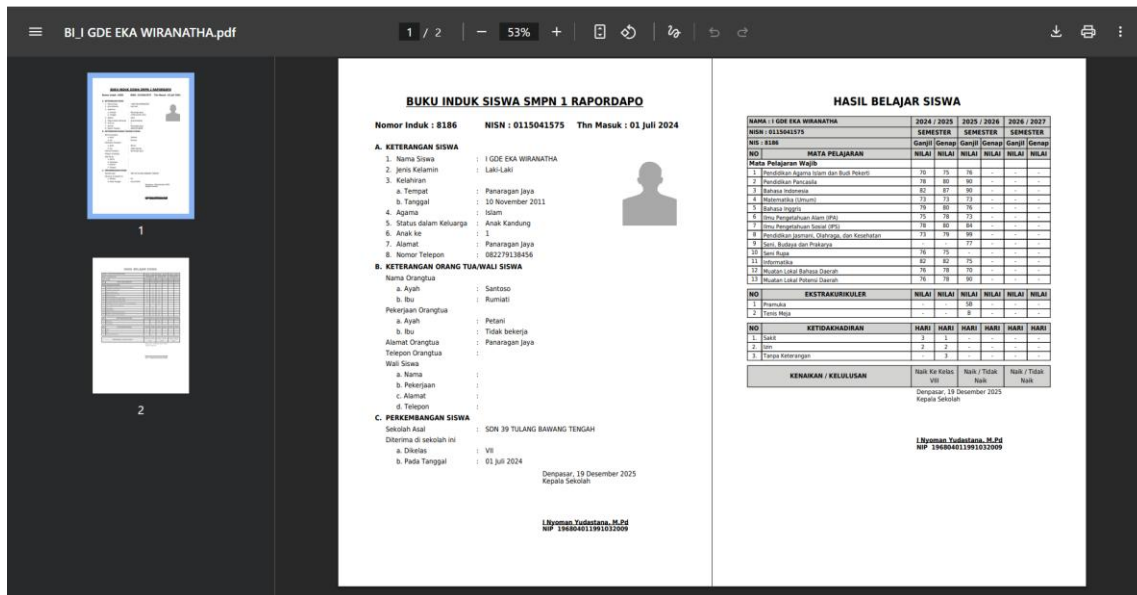 BI_I GDE EKA WIRANATHA.pdf
1 / 2
53%
1
2
BUKU INDUK SISWA SMPN 1 RAPORDAPO
Nomor Induk : 8186 NISN : 0115041575 Thn Masuk : 01 Juli 2024
A. KETERANGAN SISWA
1. Nama Siswa : I GDE EKA WIRANATHA
2. Jenis Kelamin : Laki-Laki
3. Kelahiran
a. Tempat : Panaragan Jaya
b. Tanggal : 10 November 2011
4. Agama : Islam
5. Status dalam Keluarga : Anak Kandung
6. Anak ke : 1
7. Alamat : Panaragan Jaya
8. Nomor Telepon : 082279138456
B. KETERANGAN ORANG TUA/WALI SISWA
Nama Orangtua
a. Ayah : Santoso
b. Ibu : Rumiati
Pekerjaan Orangtua
a. Ayah : Petani
b. Ibu : Tidak bekerja
Alamat Orangtua : Panaragan Jaya
Telepon Orangtua :
Wali Siswa
a. Nama :
b. Pekerjaan :
c. Alamat :
d. Telepon :
C. PERKEMBANGAN SISWA
Sekolah Asal : SDN 39 TULANG BAWANG TENGAH
Diterima di sekolah ini
a. Dikelas : VII
b. Pada Tanggal : 01 Juli 2024
Denpasar, 19 Desember 2025
Kepala Sekolah
I Nyoman Yudastana, M.Pd
NIP 196804011991032009
HASIL BELAJAR SISWA
NAMA : I GDE EKA WIRANATHA 2024 / 2025 2025 / 2026 2026 / 2027
NISN : 0115041575 SEMESTER SEMESTER SEMESTER
NIS : 8186 Ganjil Genap Ganjil Genap Ganjil Genap
NO MATA PELAJARAN NILAI NILAI NILAI NILAI NILAI NILAI
Mata Pelajaran Wajib
1 Pendidikan Agama Islam dan Budi Pekerti 70 75 76 - - -
2 Pendidikan Pancasila 78 80 90 - - -
3 Bahasa Indonesia 82 87 90 - - -
4 Matematika (Umum) 73 73 73 - - -
5 Bahasa Inggris 79 80 76 - - -
6 Ilmu Pengetahuan Alam (IPA) 75 78 73 - - -
7 Ilmu Pengetahuan Sosial (IPS) 78 80 84 - - -
8 Pendidikan Jasmani, Olahraga, dan Kesehatan 73 79 99 - - -
9 Seni, Budaya dan Prakarya - - 77 - - -
10 Seni Rupa 76 75 - - - -
11 Informatika 82 82 75 - - -
12 Muatan Lokal Bahasa Daerah 76 78 70 - - -
13 Muatan Lokal Potensi Daerah 76 78 90 - - -
NO EKSTRAKURIKULER NILAI NILAI NILAI NILAI NILAI NILAI
1 Pramuka - - SB - - -
2 Tenis Meja - - B - - -
NO KETIDAKHADIRAN HARI HARI HARI HARI HARI HARI
1. Sakit 3 1 - - - -
2. Izin 2 2 - - - -
3. Tanpa Keterangan - 3 - - - -
KENAIKAN / KELULUSAN Naik Ke Kelas VIII Naik / Tidak Naik Naik / Tidak Naik
Denpasar, 19 Desember 2025
Kepala Sekolah
I Nyoman Yudastana, M.Pd
NIP 196804011991032009